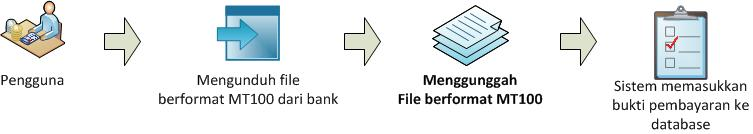 Pengguna
Mengunduh file
berformat MT100 dari bank
Menggunggah
File berformat MT100
Sistem memasukkan
bukti pembayaran ke
database